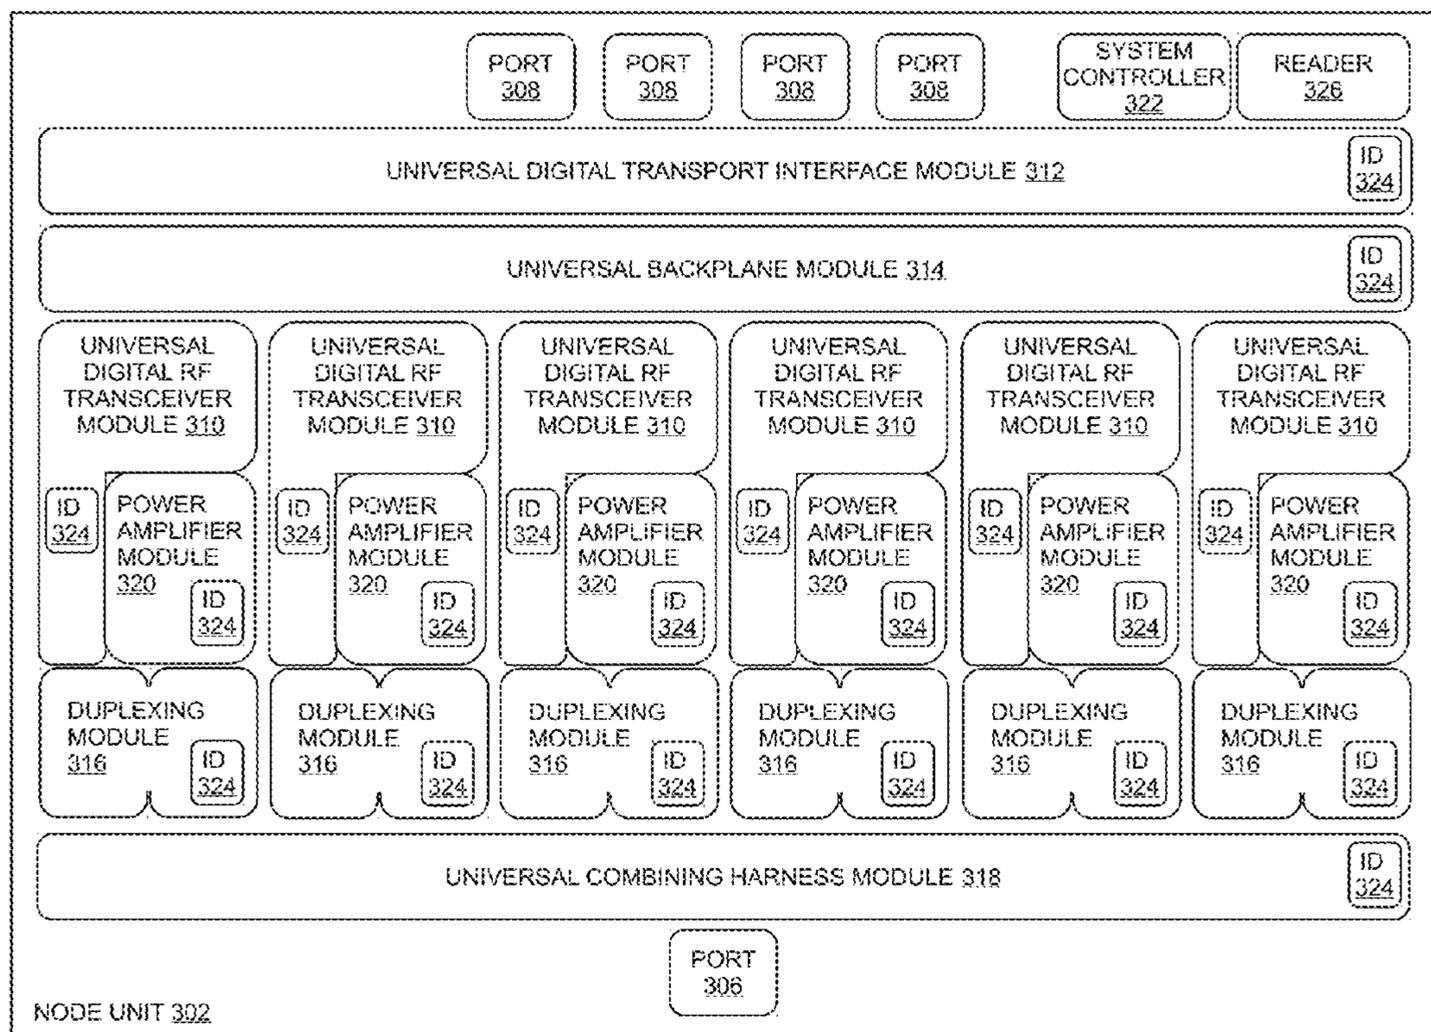 PORT
308
PORT
308
PORT
308
PORT
308
SYSTEM
CONTROLLER
322
READER
326
UNIVERSAL DIGITAL TRANSPORT INTERFACE MODULE 312
ID
324
UNIVERSAL BACKPLANE MODULE 314
ID
324
UNIVERSAL
DIGITAL RF
TRANSCEIVER
MODULE 310
ID
324
POWER
AMPLIFIER
MODULE
320
ID
324
UNIVERSAL
DIGITAL RF
TRANSCEIVER
MODULE 310
ID
324
POWER
AMPLIFIER
MODULE
320
ID
324
UNIVERSAL
DIGITAL RF
TRANSCEIVER
MODULE 310
ID
324
POWER
AMPLIFIER
MODULE
320
ID
324
UNIVERSAL
DIGITAL RF
TRANSCEIVER
MODULE 310
ID
324
POWER
AMPLIFIER
MODULE
320
ID
324
UNIVERSAL
DIGITAL RF
TRANSCEIVER
MODULE 310
ID
324
POWER
AMPLIFIER
MODULE
320
ID
324
UNIVERSAL
DIGITAL RF
TRANSCEIVER
MODULE 310
ID
324
POWER
AMPLIFIER
MODULE
320
ID
324
DUPLEXING
MODULE
316
ID
324
DUPLEXING
MODULE
316
ID
324
DUPLEXING
MODULE
316
ID
324
DUPLEXING
MODULE
316
ID
324
DUPLEXING
MODULE
316
ID
324
DUPLEXING
MODULE
316
ID
324
UNIVERSAL COMBINING HARNESS MODULE 318
ID
324
PORT
306
NODE UNIT 302